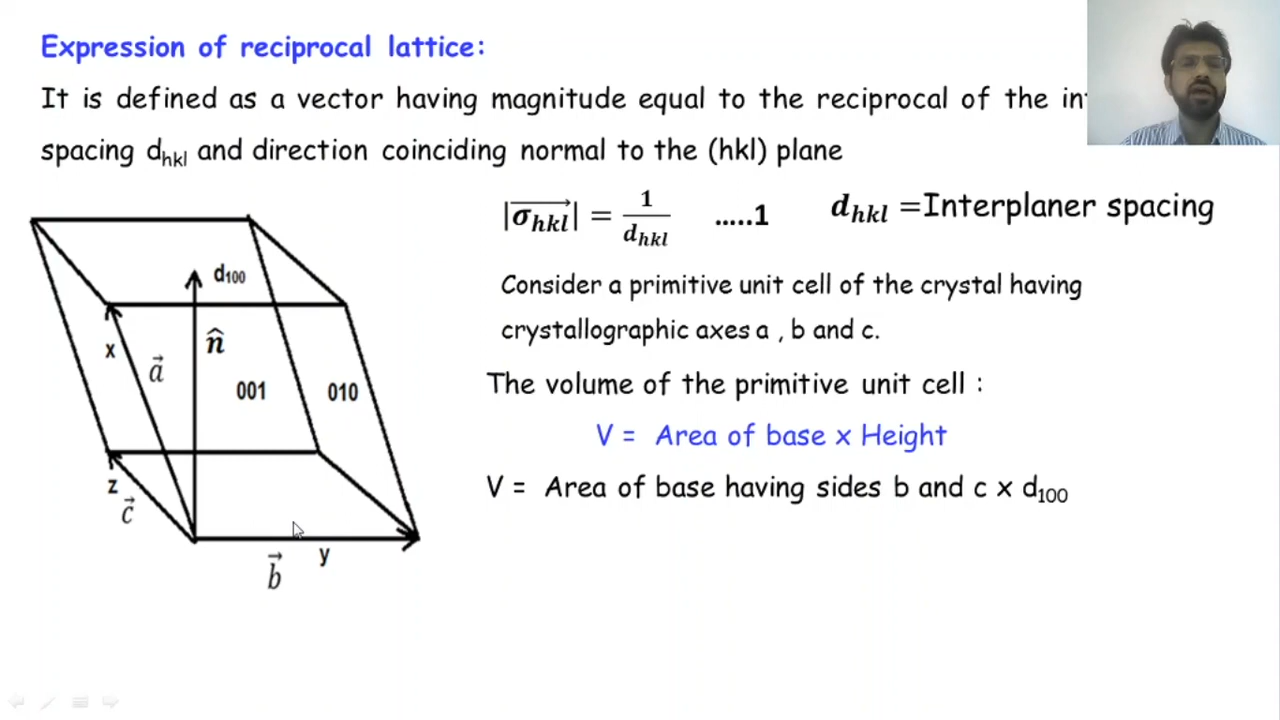 Expression of reciprocal lattice:
It is defined as a vector having magnitude equal to the reciprocal of the
spacing dₕₖₗ and direction coinciding normal to the (hkl) plane
|σₕₖₗ⃗| = 1/dₕₖₗ .....1 dₕₖₗ =Interplaner spacing
Consider a primitive unit cell of the crystal having
crystallographic axes a , b and c.
The volume of the primitive unit cell :
V = Area of base x Height
V = Area of base having sides b and c x d₁₀₀
d₁₀₀
n̂
x
a⃗
001
010
z
c⃗
y
b⃗